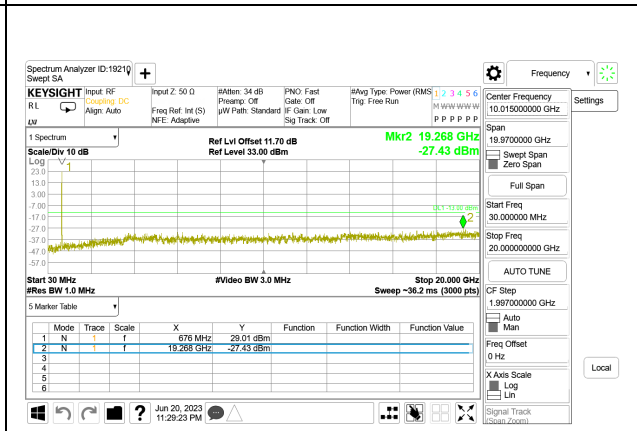 Spectrum Analyzer ID:19210
Swept SA
Frequency
KEYSIGHT
RL
LXI
Input: RF
Coupling: DC
Align: Auto
Input Z: 50 Ω
Freq Ref: Int (S)
NFE: Adaptive
#Atten: 34 dB
Preamp: Off
µW Path: Standard
PNO: Fast
Gate: Off
IF Gain: Low
Sig Track: Off
#Avg Type: Power (RMS
Trig: Free Run
1 2 3 4 5 6
M W W W W W
P P P P P P
1 Spectrum
Scale/Div 10 dB
Ref Lvl Offset 11.70 dB
Ref Level 33.00 dBm
Mkr2 19.268 GHz
-27.43 dBm
Log
1
23.0
13.0
3.00
-7.00
DL1 -13.00 dBm
-17.0
2
-27.0
-37.0
-47.0
-57.0
Start 30 MHz
#Res BW 1.0 MHz
#Video BW 3.0 MHz
Stop 20.000 GHz
Sweep ~36.2 ms (3000 pts)
5 Marker Table
Mode Trace Scale X Y Function Function Width Function Value
1 N 1 f 676 MHz 29.01 dBm
2 N 1 f 19.268 GHz -27.43 dBm
3
4
5
6
Jun 20, 2023
11:29:23 PM
Center Frequency
10.015000000 GHz
Settings
Span
19.9700000 GHz
Swept Span
Zero Span
Full Span
Start Freq
30.000000 MHz
Stop Freq
20.000000000 GHz
AUTO TUNE
CF Step
1.997000000 GHz
Auto
Man
Freq Offset
0 Hz
X Axis Scale
Log
Lin
Local
Signal Track
(Span Zoom)